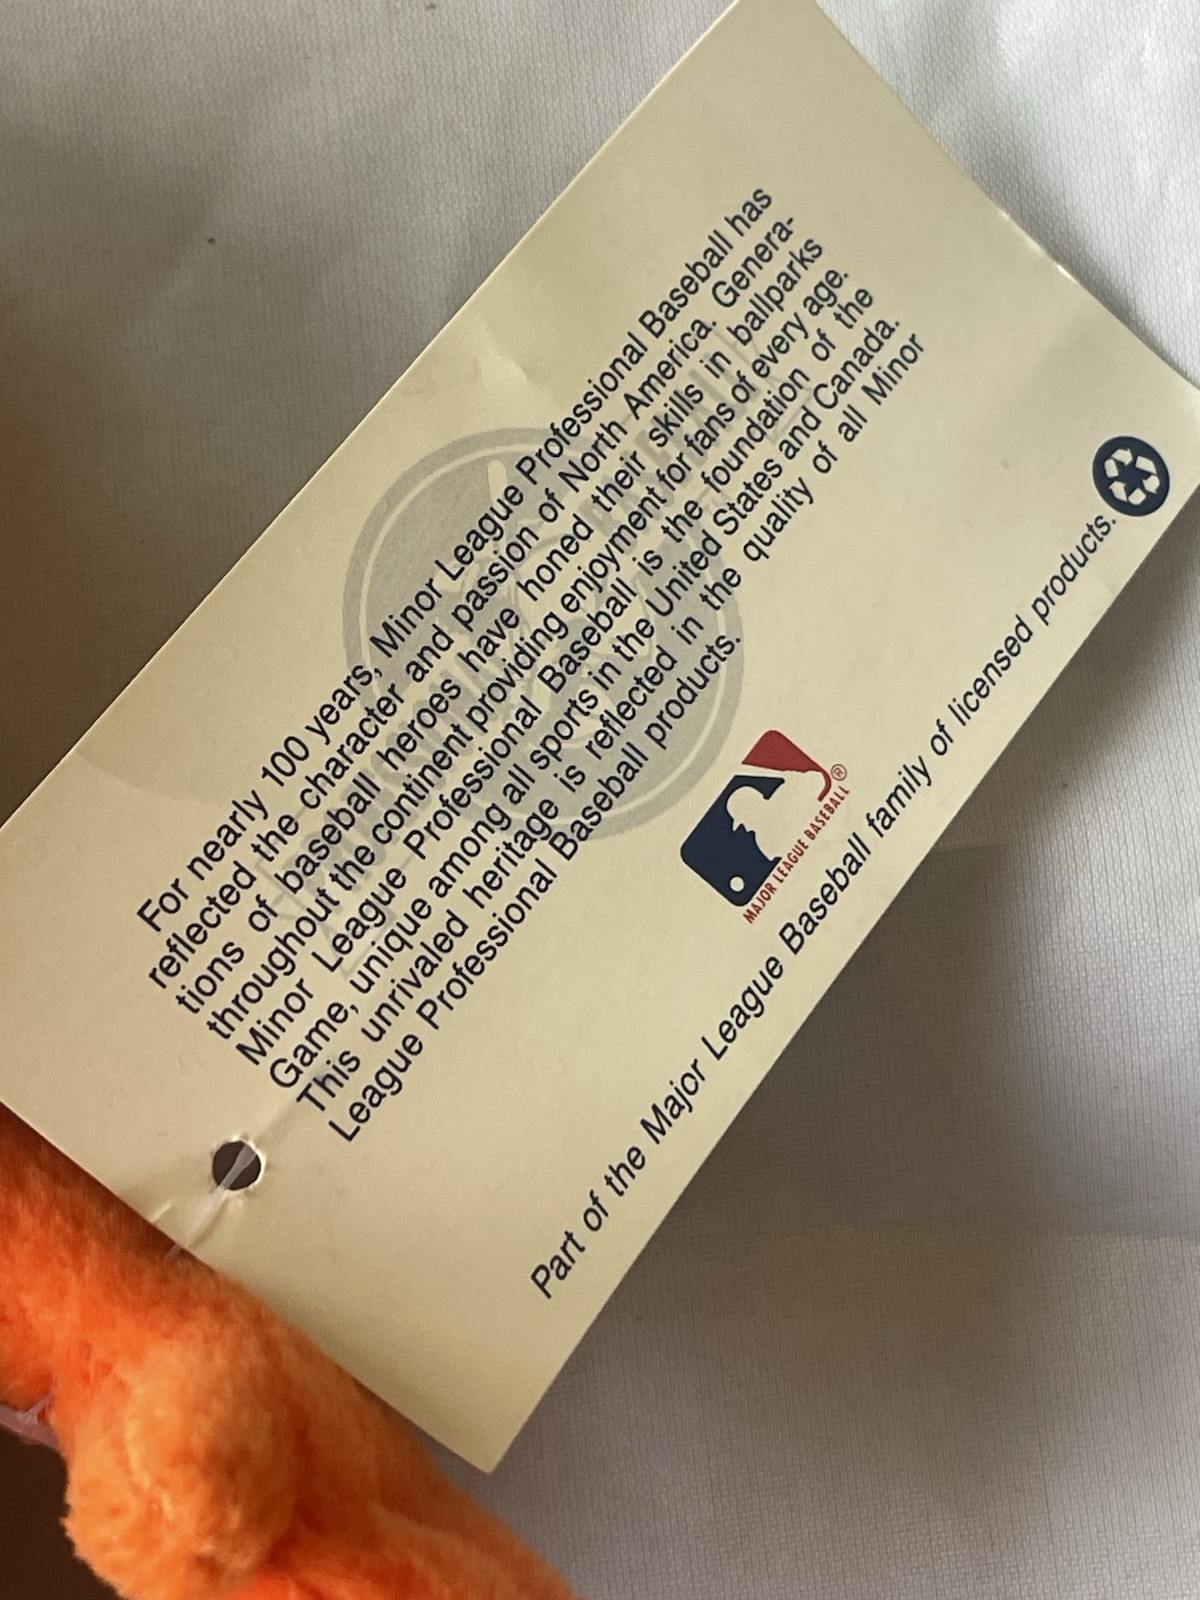 For nearly 100 years, Minor League Professional Baseball has
reflected the character and passion of North America. Genera-
tions of baseball heroes have honed their skills in ballparks
throughout the continent providing enjoyment for fans of every age.
Minor League Professional Baseball is the foundation of the
Game, unique among all sports in the United States and Canada.
This unrivaled heritage is reflected in the quality of all Minor
League Professional Baseball products.
®
MAJOR LEAGUE BASEBALL
Part of the Major League Baseball family of licensed products.